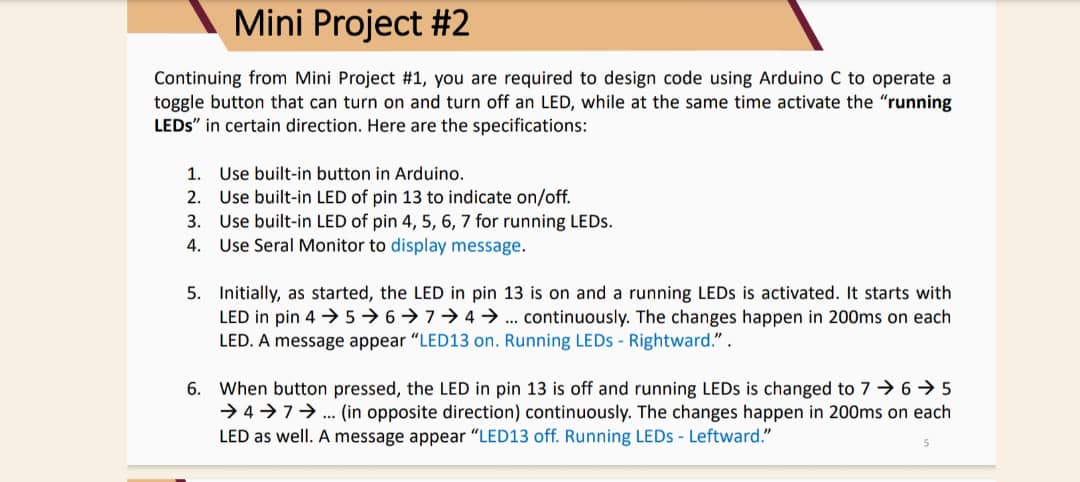 Mini Project #2
Continuing from Mini Project #1, you are required to design code using Arduino C to operate a
toggle button that can turn on and turn off an LED, while at the same time activate the “running
LEDs” in certain direction. Here are the specifications:
1. Use built-in button in Arduino.
2. Use built-in LED of pin 13 to indicate on/off.
3. Use built-in LED of pin 4, 5, 6, 7 for running LEDs.
4. Use Seral Monitor to display message.
5. Initially, as started, the LED in pin 13 is on and a running LEDs is activated. It starts with
LED in pin 4 → 5 → 6 → 7 → 4 → ... continuously. The changes happen in 200ms on each
LED. A message appear “LED13 on. Running LEDs - Rightward.” .
6. When button pressed, the LED in pin 13 is off and running LEDs is changed to 7 → 6 → 5
→ 4 → 7 → ... (in opposite direction) continuously. The changes happen in 200ms on each
LED as well. A message appear “LED13 off. Running LEDs - Leftward.”
5